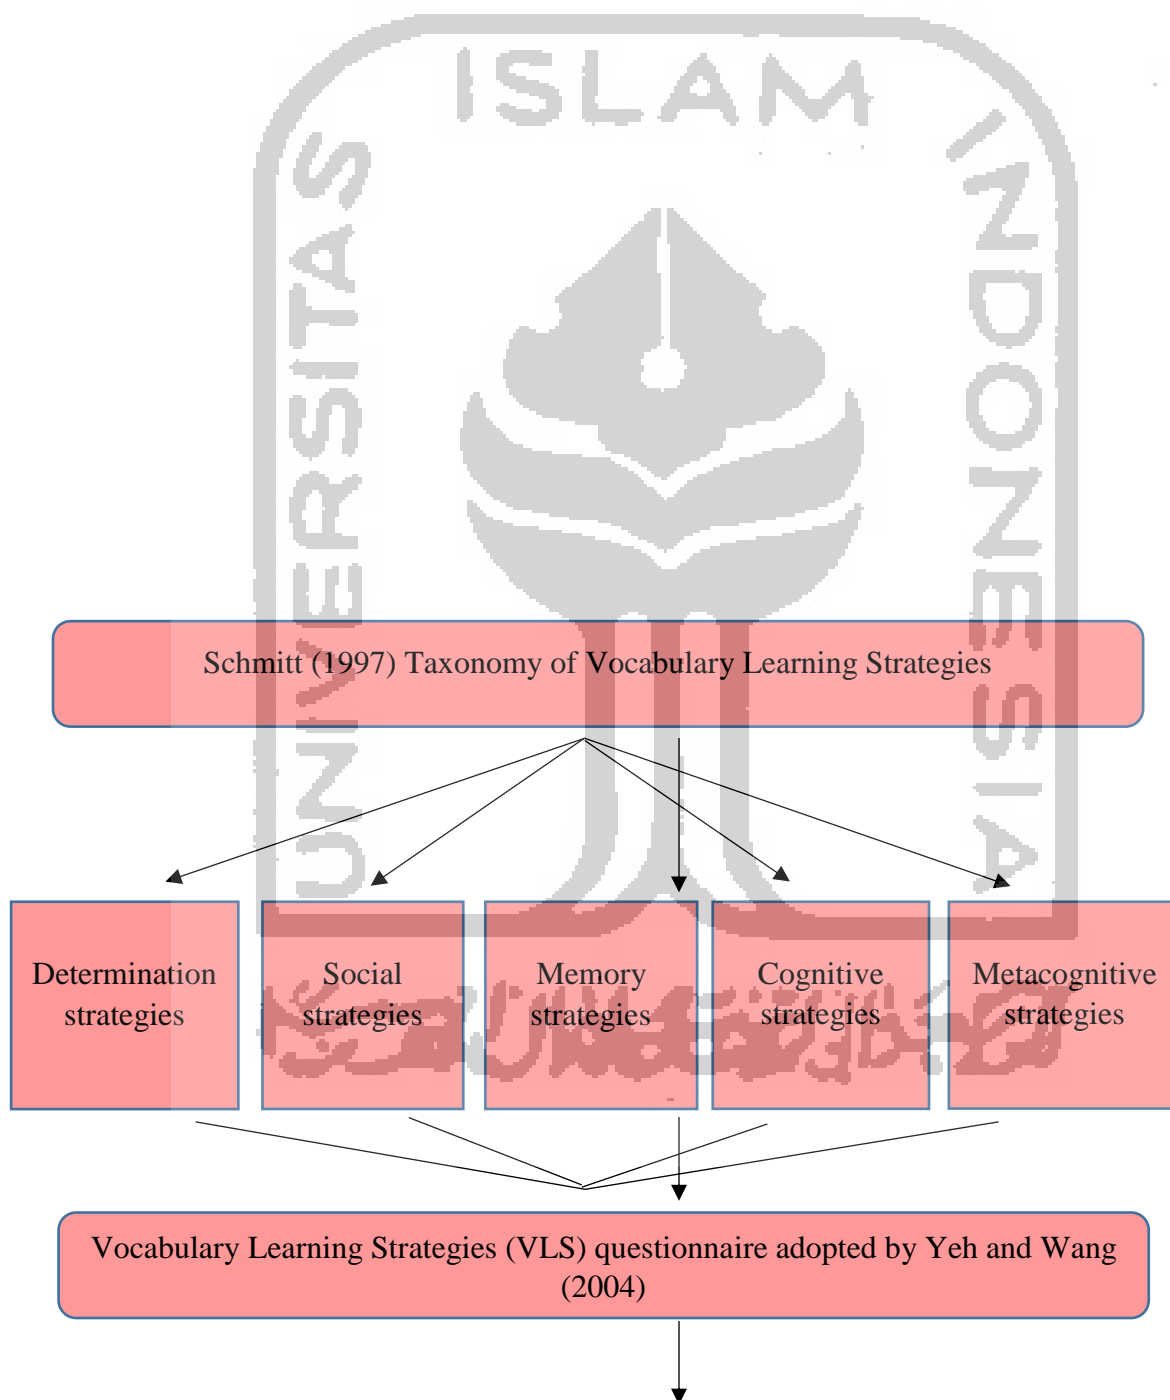 UNIVERSITAS
ISLAM
INDONESIA
Schmitt (1997) Taxonomy of Vocabulary Learning Strategies
Determination
strategies
Social
strategies
Memory
strategies
Cognitive
strategies
Metacognitive
strategies
Vocabulary Learning Strategies (VLS) questionnaire adopted by Yeh and Wang
(2004)